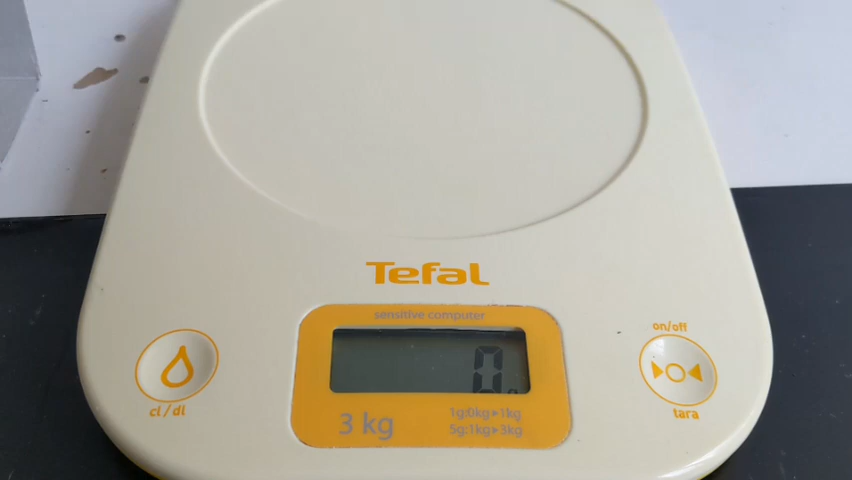 Tefal
sensitive computer
on/off
0g
cl/dl
3 kg
1g:0kg▸1kg
5g:1kg▸3kg
tara